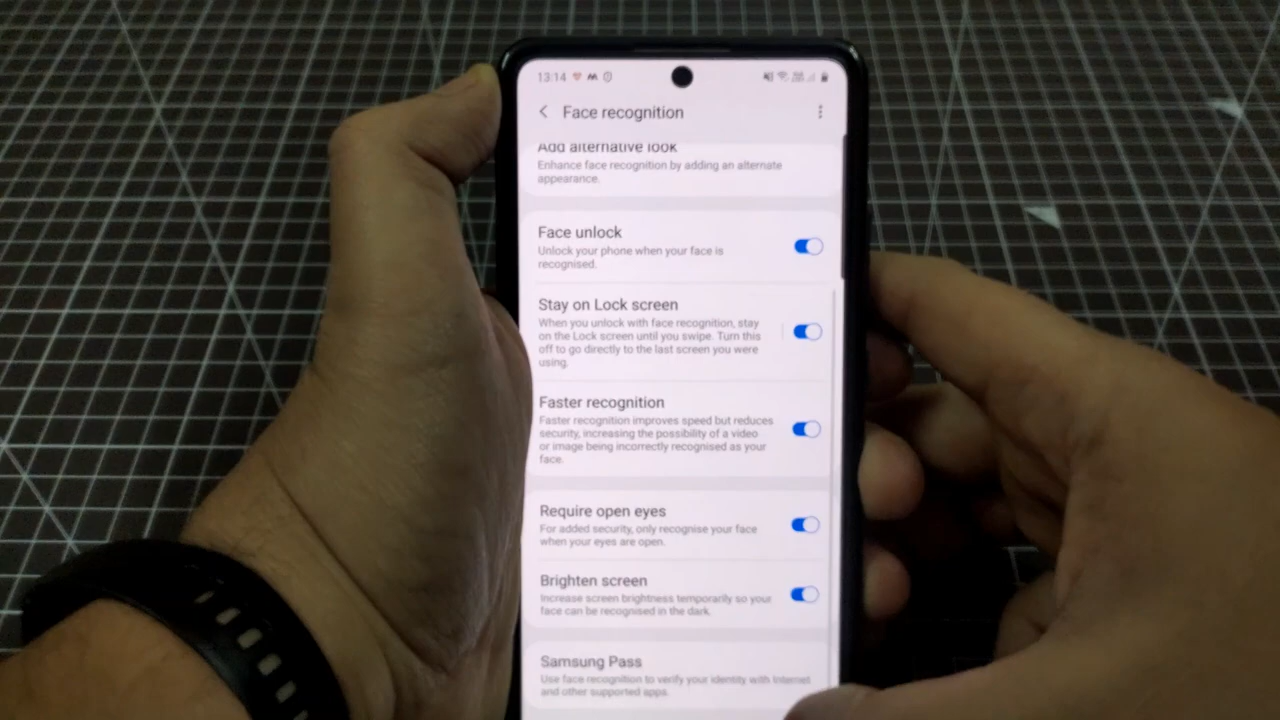 13:14
Face recognition
Add alternative look
Enhance face recognition by adding an alternate
appearance.
Face unlock
Unlock your phone when your face is
recognised.
Stay on Lock screen
When you unlock with face recognition, stay
on the Lock screen until you swipe. Turn this
off to go directly to the last screen you were
using.
Faster recognition
Faster recognition improves speed but reduces
security, increasing the possibility of a video
or image being incorrectly recognised as your
face.
Require open eyes
For added security, only recognise your face
when your eyes are open.
Brighten screen
Increase screen brightness temporarily so your
face can be recognised in the dark.
Samsung Pass
Use face recognition to verify your identity with Internet
and other supported apps.